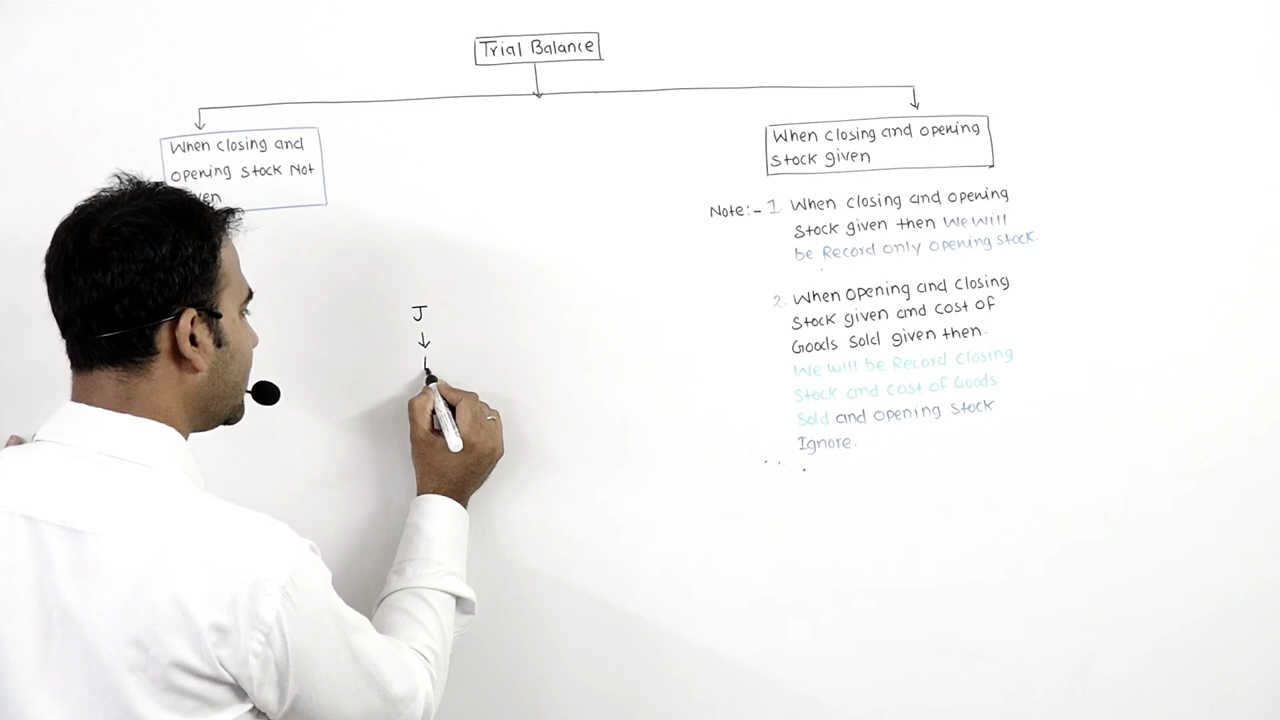 Trial Balance
When closing and
opening stock Not
When closing and opening
stock given
Note:- 1. When closing and opening
stock given then We will
be Record only opening stock.
2. When opening and closing
stock given and cost of
Goods sold given then.
We will be Record closing
stock and cost of Goods
sold and opening stock
Ignore.
J